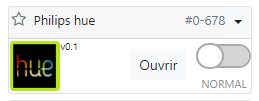 Philips hue #0-678
v0.1
hue
Ouvrir
NORMAL